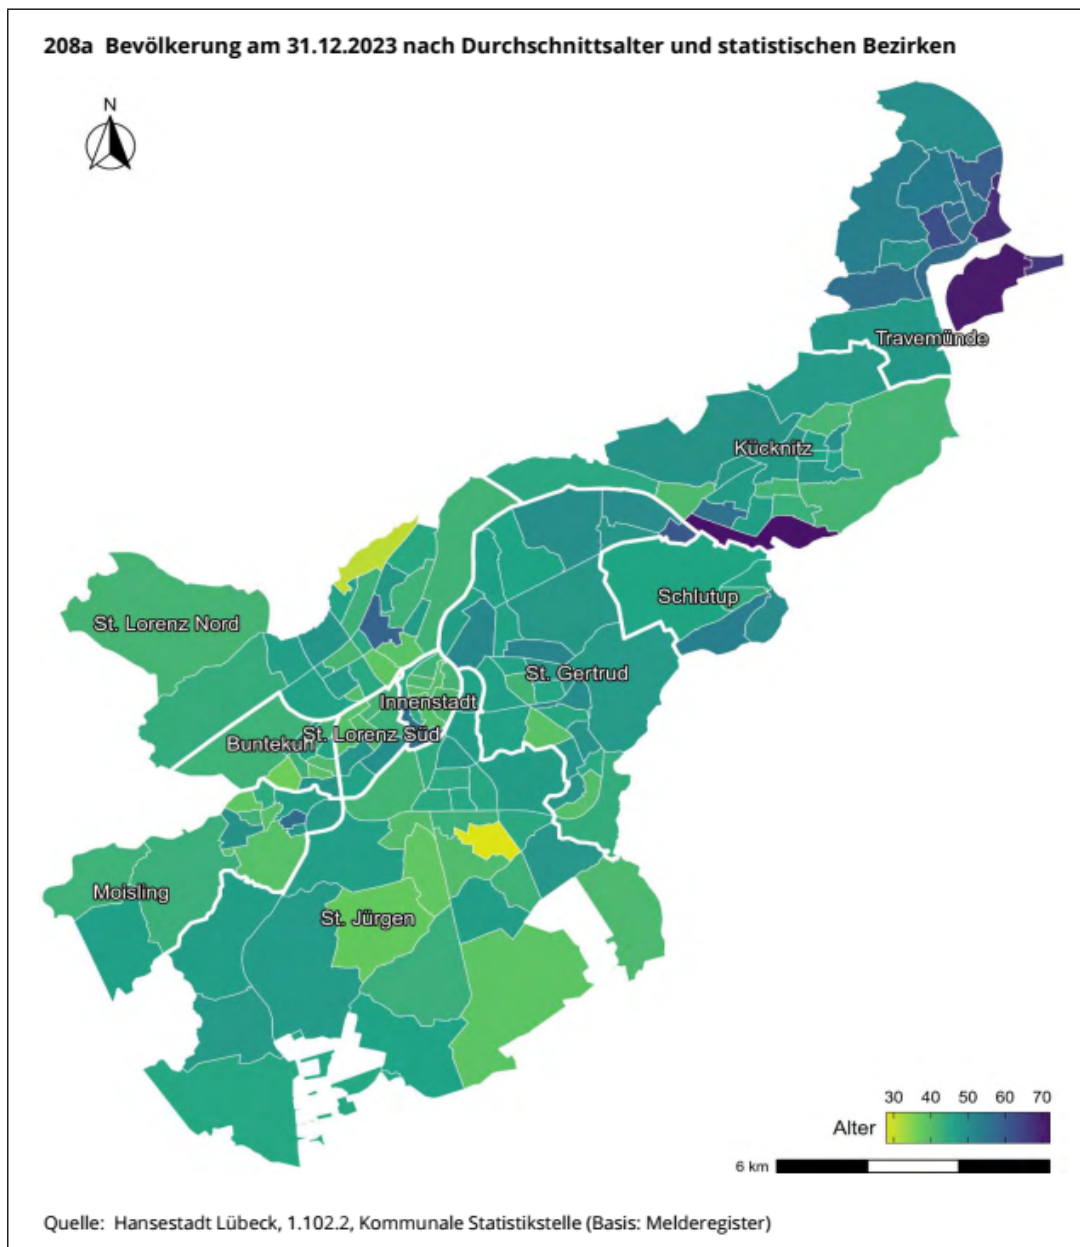 208a Bevölkerung am 31.12.2023 nach Durchschnittsalter und statistischen Bezirken
N
Travemünde
Kücknitz
Schlutup
St. Lorenz Nord
St. Gertrud
Innenstadt
St. Lorenz Süd
Buntekuh
Moisling
St. Jürgen
30 40 50 60 70
Alter
6 km
Quelle: Hansestadt Lübeck, 1.102.2, Kommunale Statistikstelle (Basis: Melderegister)